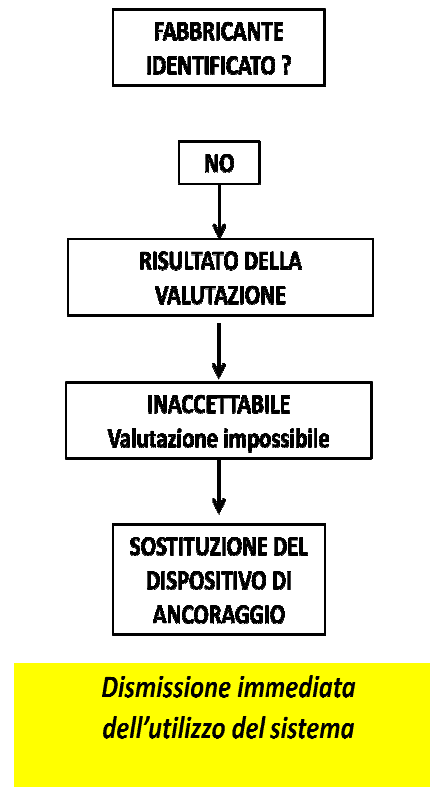 FABBRICANTE
IDENTIFICATO ?
NO
RISULTATO DELLA
VALUTAZIONE
INACCETTABILE
Valutazione impossibile
SOSTITUZIONE DEL
DISPOSITIVO DI
ANCORAGGIO
Dismissione immediata
dell’utilizzo del sistema